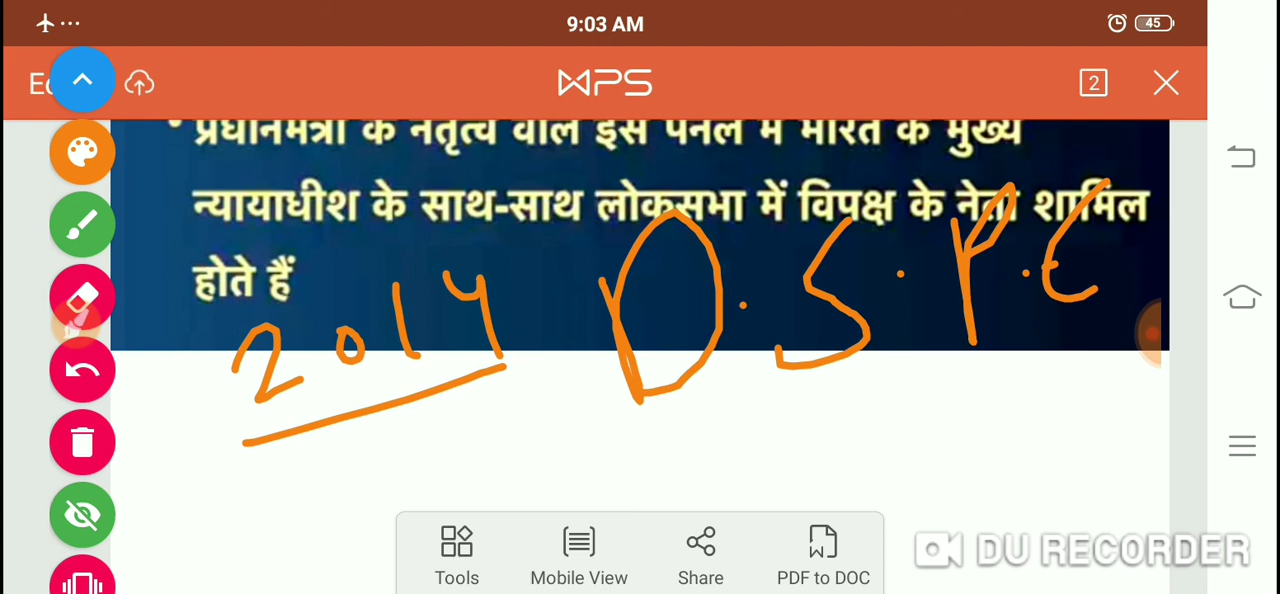 9:03 AM
45
WPS
2
प्रधानमंत्री के नेतृत्व वाले इस पैनल में भारत के मुख्य
न्यायाधीश के साथ-साथ लोकसभा में विपक्ष के नेता शामिल
होते हैं
2014 D.S.P.E
Tools Mobile View Share PDF to DOC
DU RECORDER